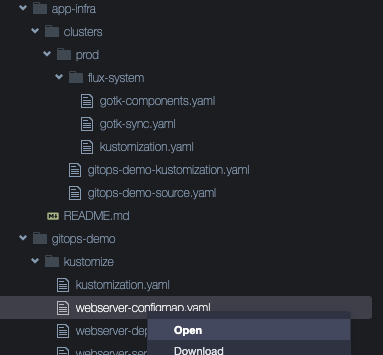 app-infra
clusters
prod
flux-system
gotk-components.yaml
gotk-sync.yaml
kustomization.yaml
gitops-demo-kustomization.yaml
gitops-demo-source.yaml
README.md
gitops-demo
kustomize
kustomization.yaml
webserver-configmap.yaml
webserver-dep
Open
webserver-ser
Download